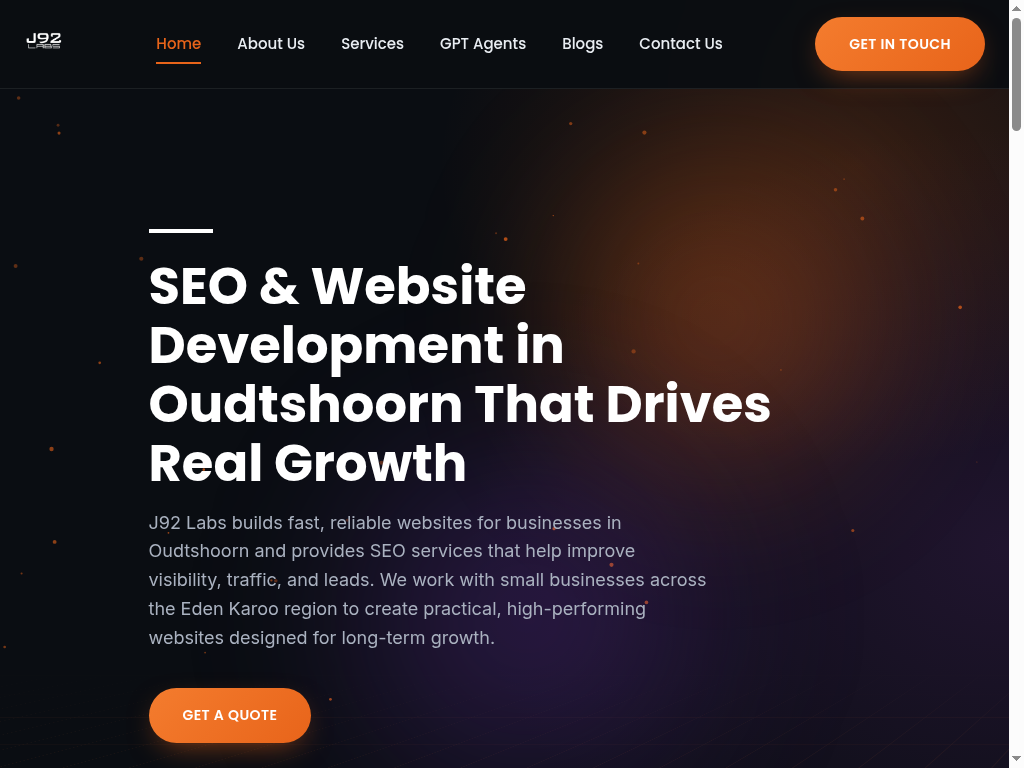 J92
LABS
Home
About Us
Services
GPT Agents
Blogs
Contact Us
GET IN TOUCH
SEO & Website
Development in
Oudtshoorn That Drives
Real Growth
J92 Labs builds fast, reliable websites for businesses in
Oudtshoorn and provides SEO services that help improve
visibility, traffic, and leads. We work with small businesses across
the Eden Karoo region to create practical, high-performing
websites designed for long-term growth.
GET A QUOTE